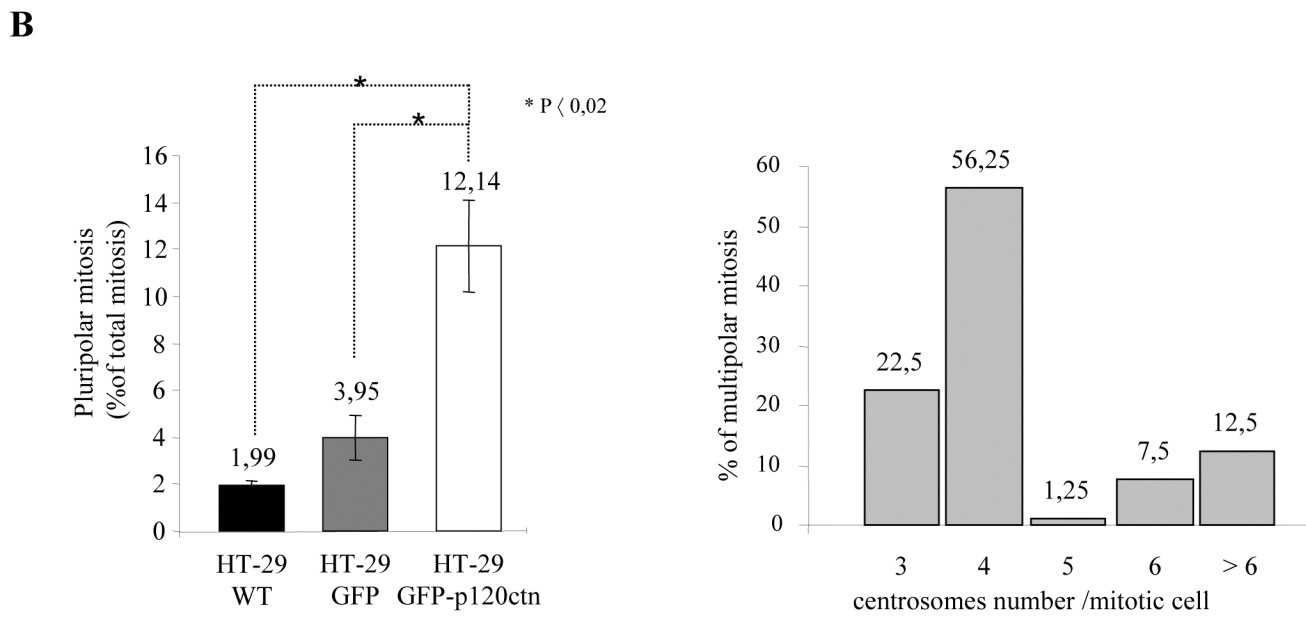 B
*
* P〈 0,02
*
16
14
12
10
8
6
4
2
0
Pluripolar mitosis
(%of total mitosis)
12,14
3,95
1,99
HT-29
WT
HT-29
GFP
HT-29
GFP-p120ctn
60
50
40
30
20
10
0
% of multipolar mitosis
22,5
56,25
1,25
7,5
12,5
3
4
5
6
> 6
centrosomes number /mitotic cell